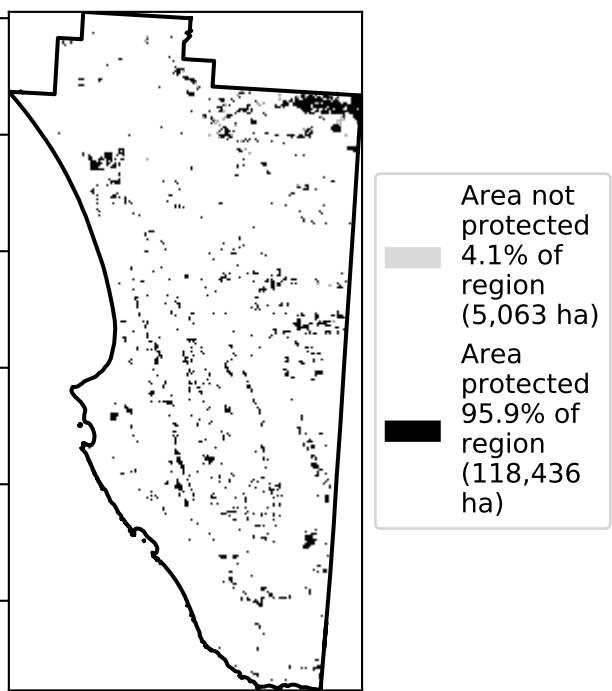 Area not
protected
4.1% of
region
(5,063 ha)
Area
protected
95.9% of
region
(118,436
ha)